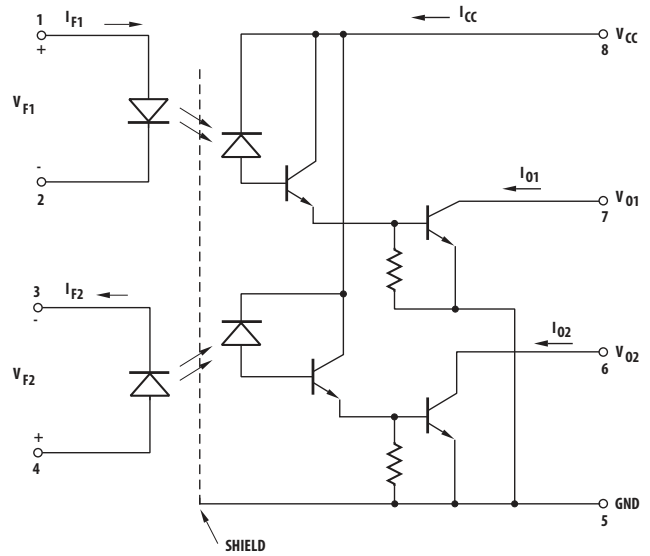 1
I F1
I CC
V CC
8
+
V F1
-
2
I O1
V O1
7
3
I F2
-
V F2
I O2
V O2
6
+
4
GND
5
SHIELD